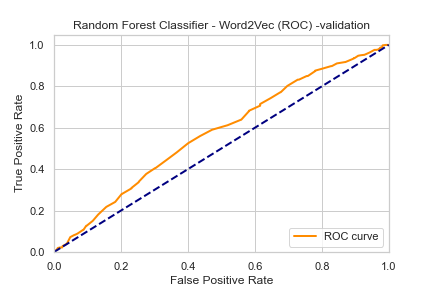 Random Forest Classifier - Word2Vec (ROC) -validation
True Positive Rate
1.0
0.8
0.6
0.4
0.2
0.0
0.0 0.2 0.4 0.6 0.8 1.0
False Positive Rate
ROC curve